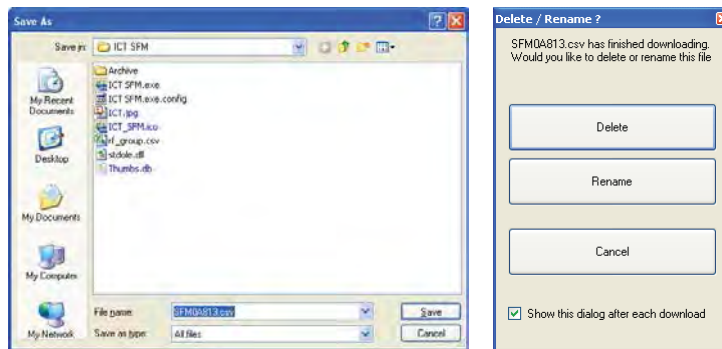 Save As
Save in: ICT SFM
Archive
ICT SFM.exe
ICT SFM.exe.config
ICT.jpg
ICT_SFM.ico
rf_group.csv
stdole.dll
Thumbs.db
My Recent Documents
Desktop
My Documents
My Computer
My Network
File name: SFM0A813.csv
Save as type: All files
Save
Cancel
Delete / Rename ?
SFM0A813.csv has finished downloading.
Would you like to delete or rename this file
Delete
Rename
Cancel
Show this dialog after each download